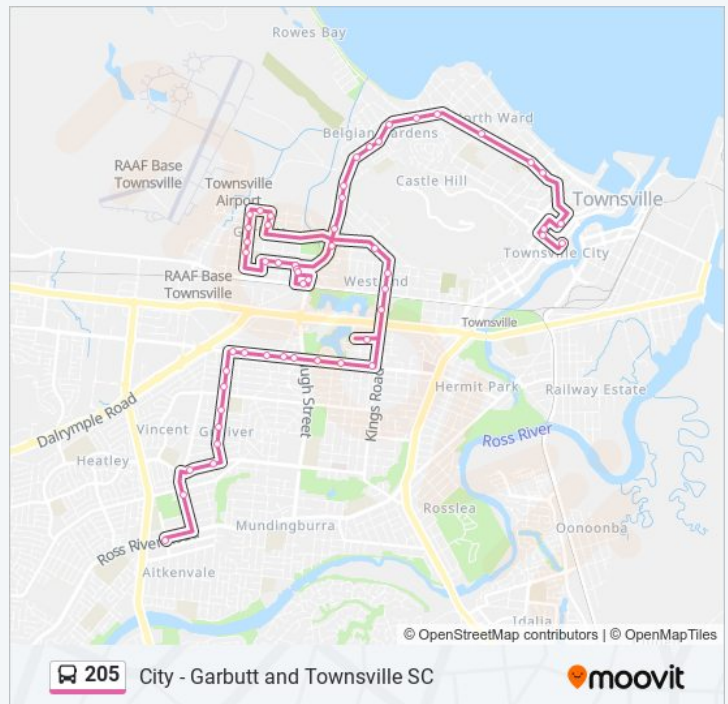 Rowes Bay
North Ward
Belgian Gardens
RAAF Base
Townsville
Townsville
Airport
Castle Hill
Townsville
Townsville City
RAAF Base
Townsville
West End
Townsville
Hermit Park
Railway Estate
Hugh Street
Kings Road
Dalrymple Road
Vincent
Gulliver
Heatley
Ross River
Rosslea
Mundingburra
Oonoonba
Ross River
Aitkenvale
Idalia
© OpenStreetMap contributors | © OpenMapTiles
205
City - Garbutt and Townsville SC
moovit